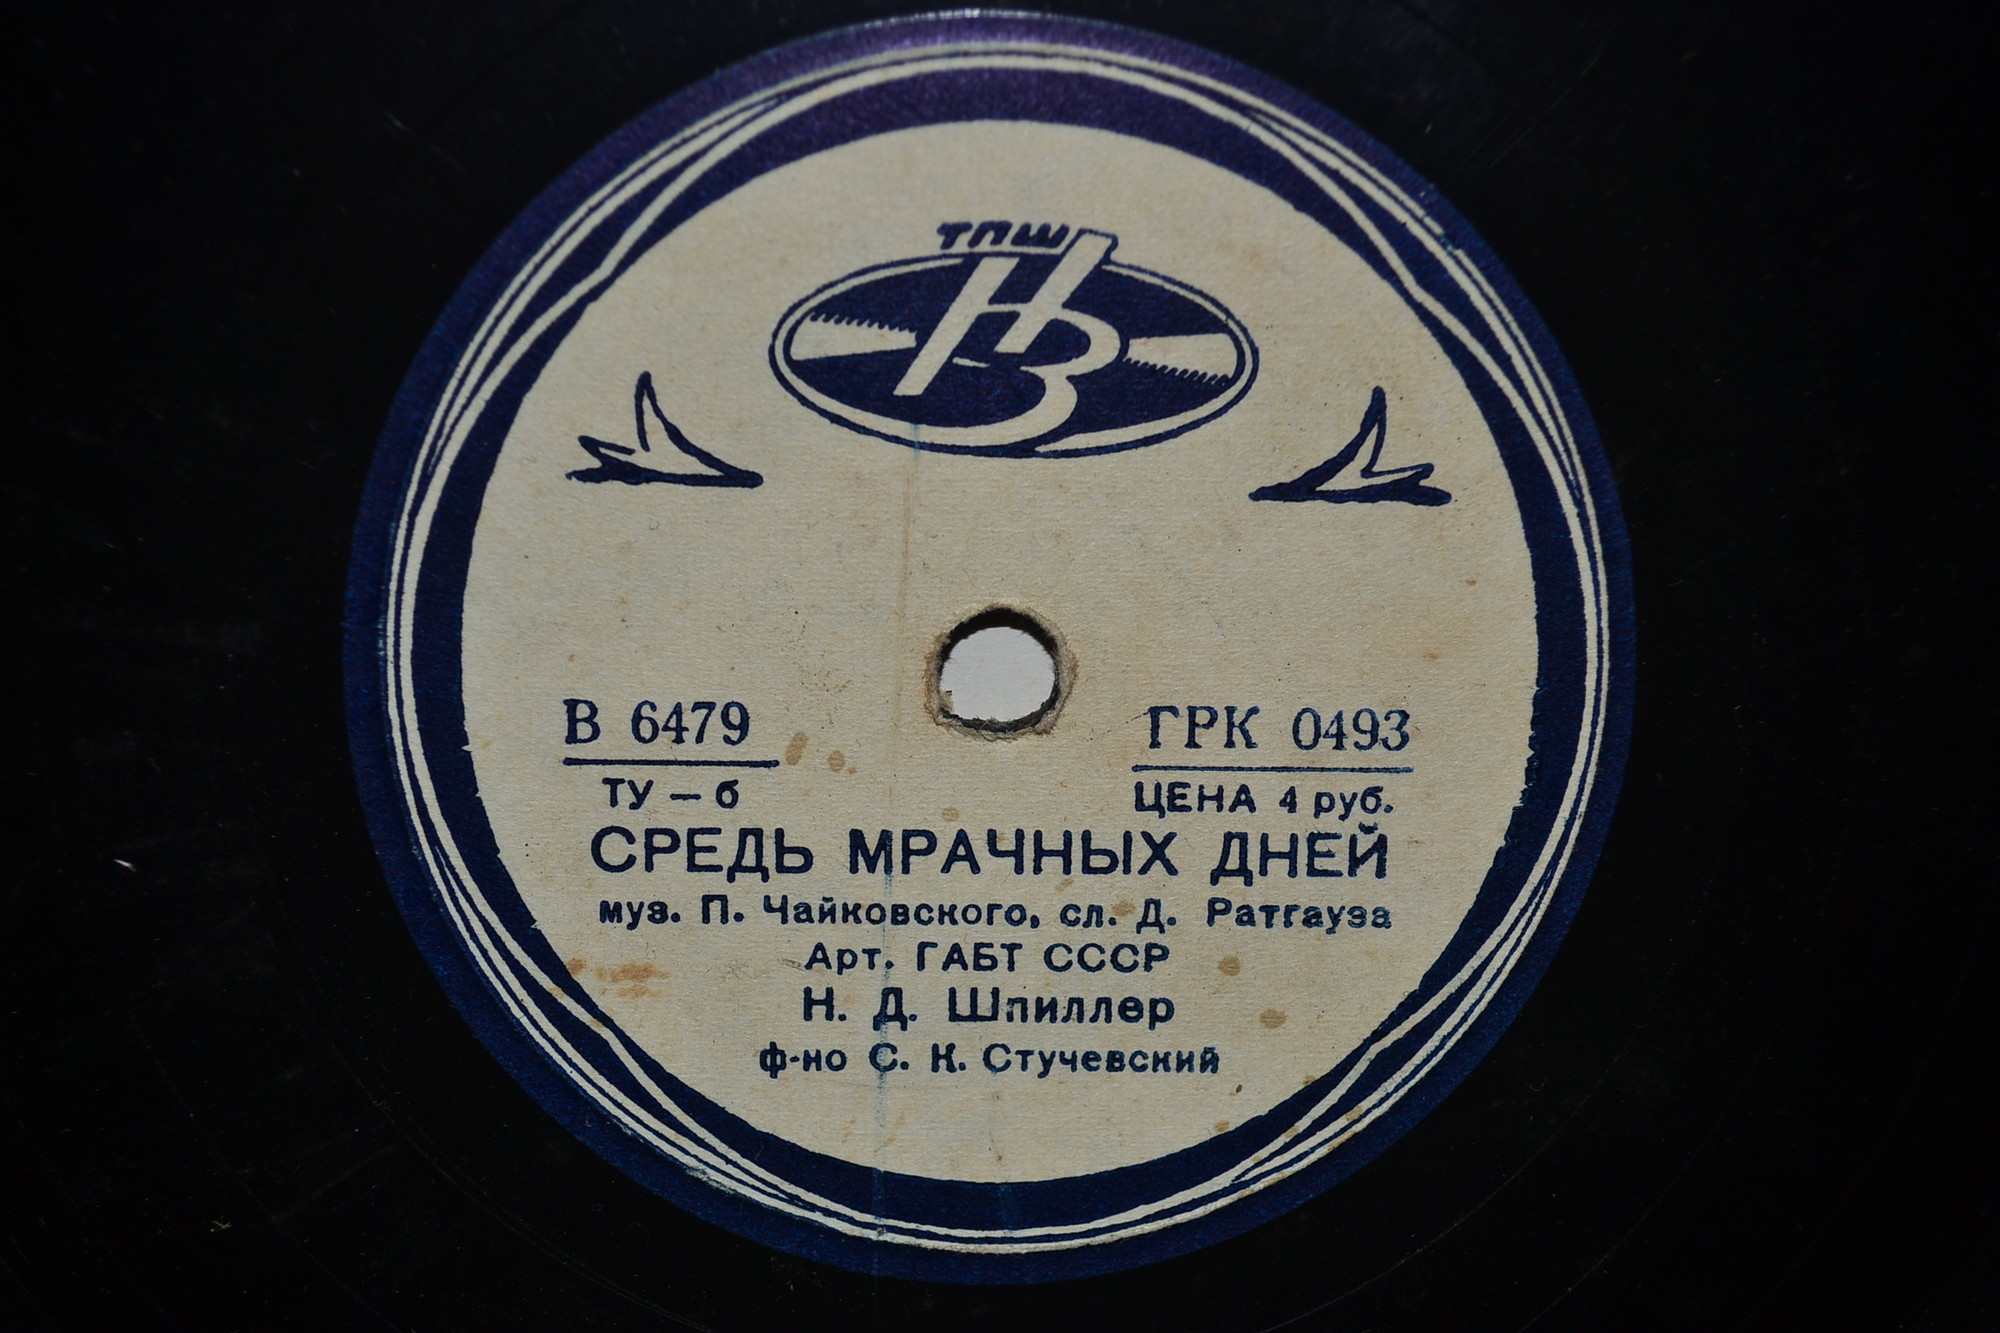 ТПШ
НЗ
В 6479 ГРК 0493
ТУ – б ЦЕНА 4 руб.
СРЕДЬ МРАЧНЫХ ДНЕЙ
муз. П. Чайковского, сл. Д. Ратгауза
Арт. ГАБТ СССР
Н. Д. Шпиллер
ф-но С. К. Стучевский